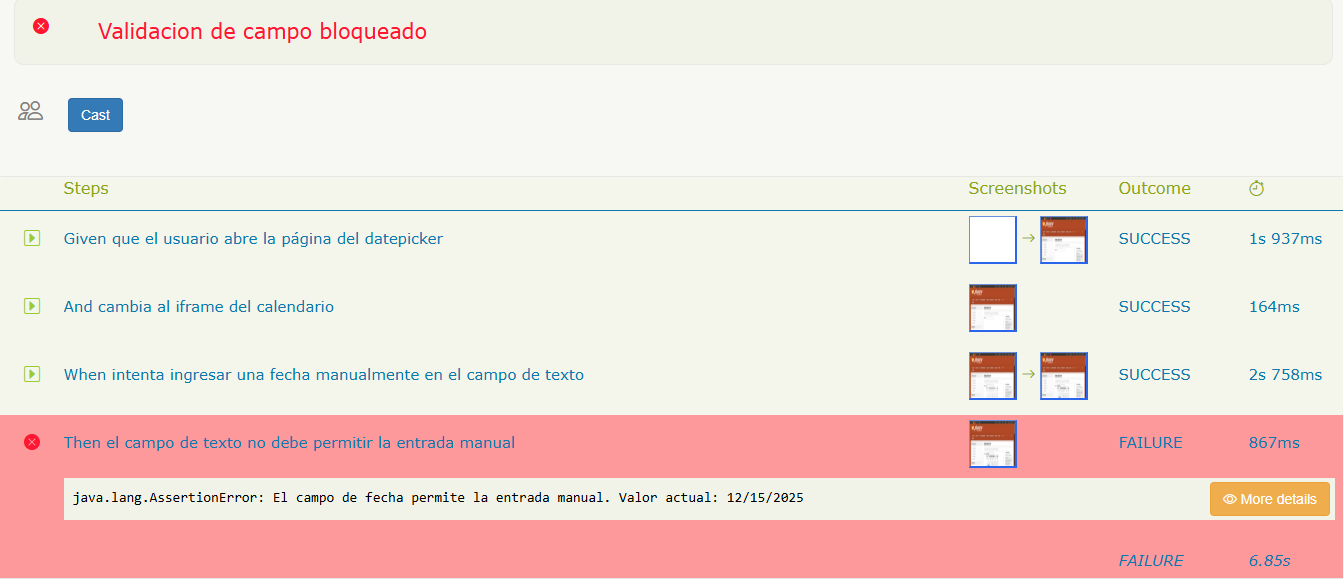 Validacion de campo bloqueado
Cast
Steps Screenshots Outcome
Given que el usuario abre la página del datepicker SUCCESS 1s 937ms
And cambia al iframe del calendario SUCCESS 164ms
When intenta ingresar una fecha manualmente en el campo de texto SUCCESS 2s 758ms
Then el campo de texto no debe permitir la entrada manual FAILURE 867ms
java.lang.AssertionError: El campo de fecha permite la entrada manual. Valor actual: 12/15/2025 More details
FAILURE 6.85s